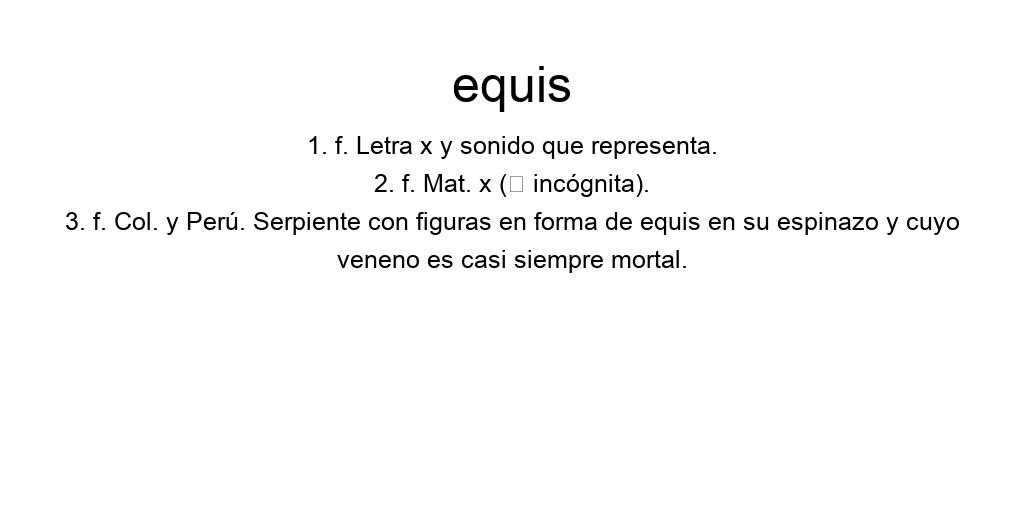 equis
1. f. Letra x y sonido que representa.
2. f. Mat. x (□ incógnita).
3. f. Col. y Perú. Serpiente con figuras en forma de equis en su espinazo y cuyo
veneno es casi siempre mortal.